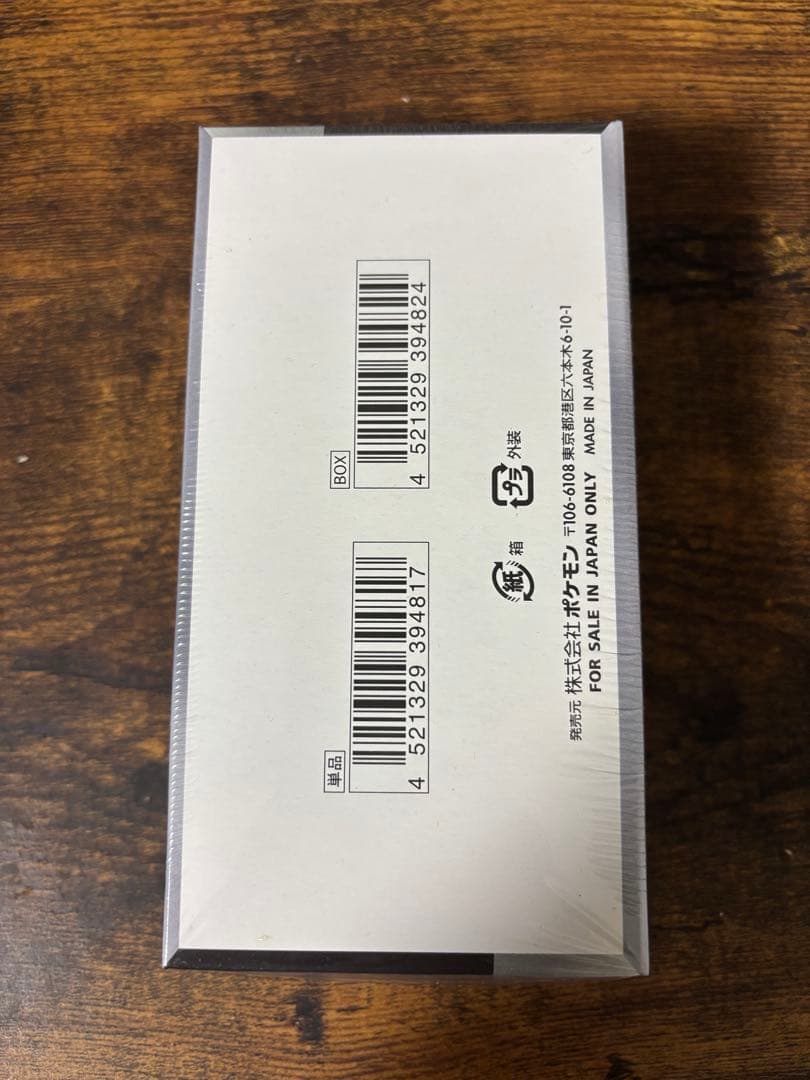 単品
4 521329 394817
BOX
4 521329 394824
紙 箱
プラ 外装
発売元 株式会社 ポケモン 〒106-6108 東京都港区六本木6-10-1
FOR SALE IN JAPAN ONLY MADE IN JAPAN